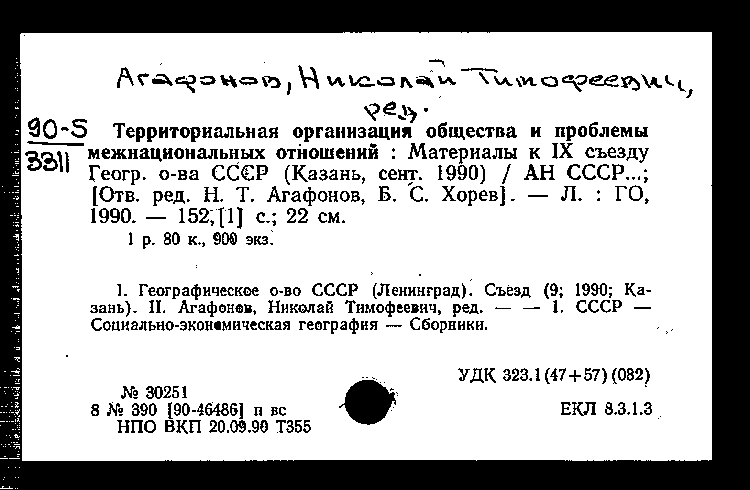 Агафонов, Николай Тимофеевич,
ред.
90-5
3311
Территориальная организация общества и проблемы
межнациональных отношений : Материалы к IX съезду
Геогр. о-ва СССР (Казань, сент. 1990) / АН СССР...;
[Отв. ред. Н. Т. Агафонов, Б. С. Хорев]. — Л. : ГО,
1990. — 152,[1] с.; 22 см.
1 р. 80 к., 900 экз.
1. Географическое о-во СССР (Ленинград). Съезд (9; 1990; Ка-
зань). II. Агафонов, Николай Тимофеевич, ред. — — 1. СССР —
Социально-экономическая география — Сборники.
УДК 323.1(47+57)(082)
№ 30251
8 № 390 [90-46486] п вс
ЕКЛ 8.3.1.3
НПО ВКП 20.09.90 Т355